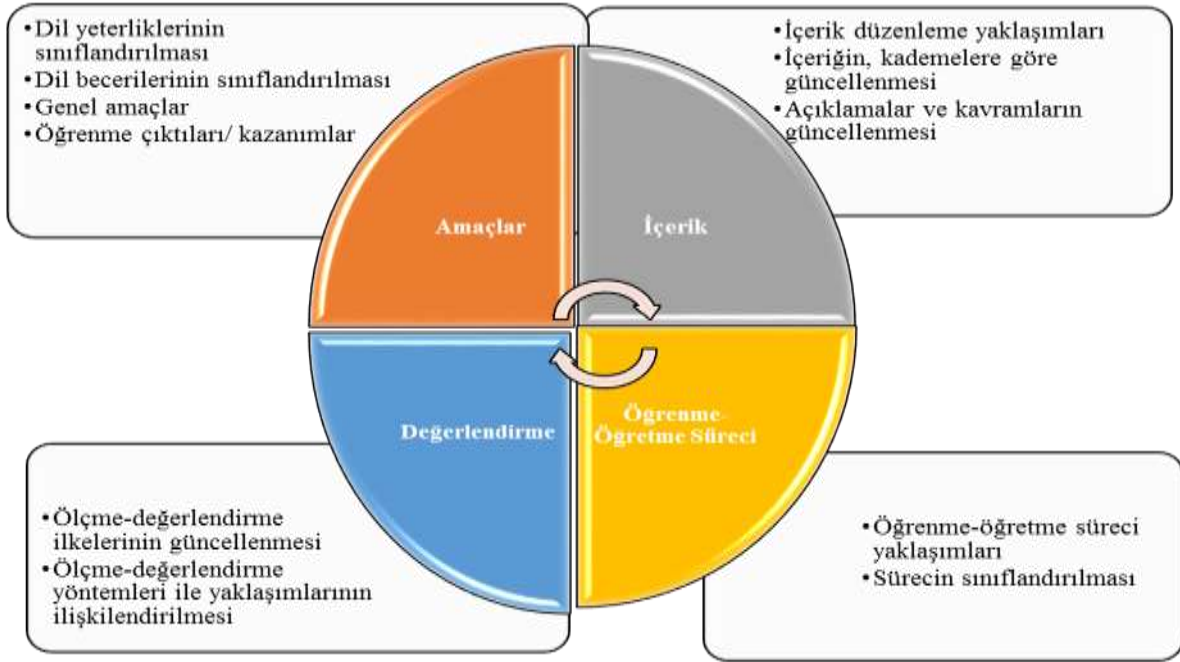 •Dil yeterliklerinin
sınıflandırılması
•Dil becerilerinin sınıflandırılması
•Genel amaçlar
•Öğrenme çıktıları/ kazanımlar
•İçerik düzenleme yaklaşımları
•İçeriğin, kademelere göre
güncellenmesi
•Açıklamalar ve kavramların
güncellenmesi
Amaçlar
İçerik
Değerlendirme
Öğrenme-
Öğretme Süreci
•Ölçme-değerlendirme
ilkelerinin güncellenmesi
•Ölçme-değerlendirme
yöntemleri ile yaklaşımlarının
ilişkilendirilmesi
•Öğrenme-öğretme süreci
yaklaşımları
•Sürecin sınıflandırılması